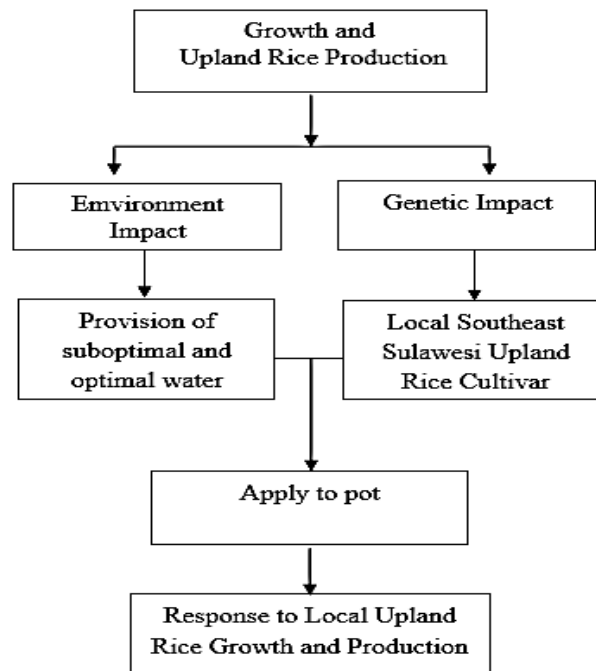 Growth and
Upland Rice Production
Emvironment
Impact
Genetic Impact
Provision of
suboptimal and
optimal water
Local Southeast
Sulawesi Upland
Rice Cultivar
Apply to pot
Response to Local Upland
Rice Growth and Production